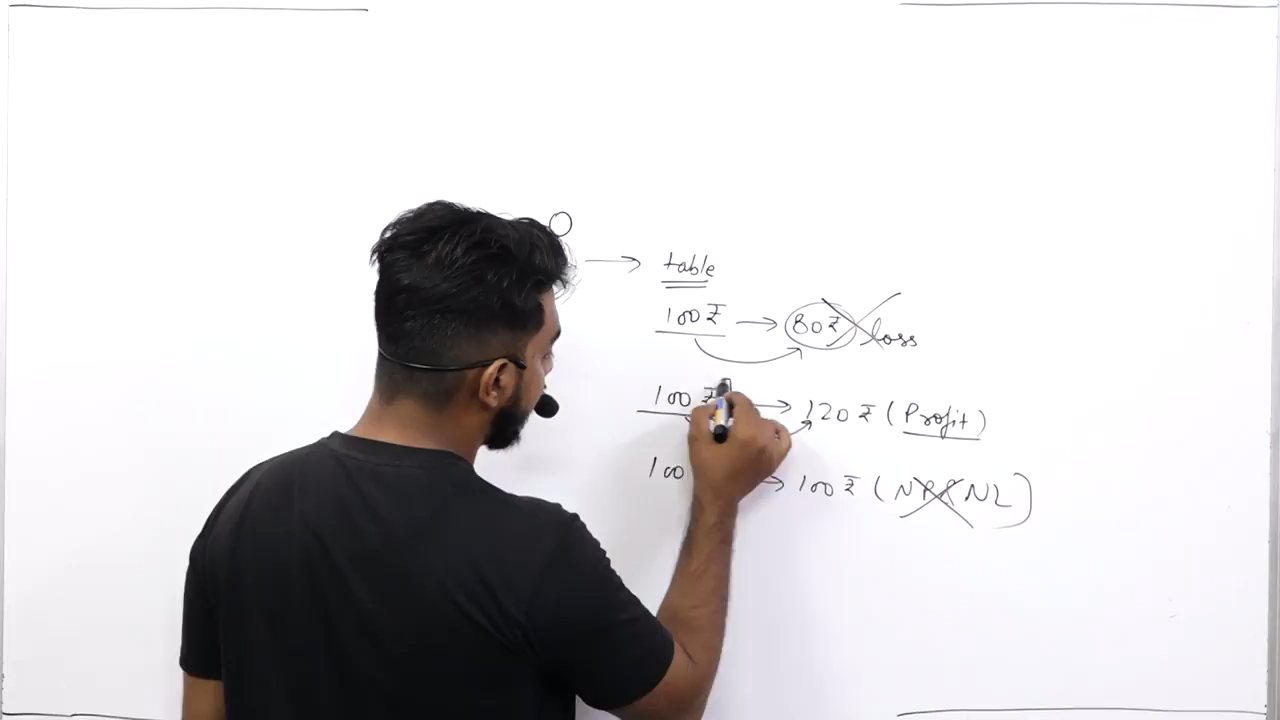 → table
100 ₹ → 80 ₹ loss
100 ₹ → 120 ₹ (Profit)
100 → 100 ₹ (NP NL)